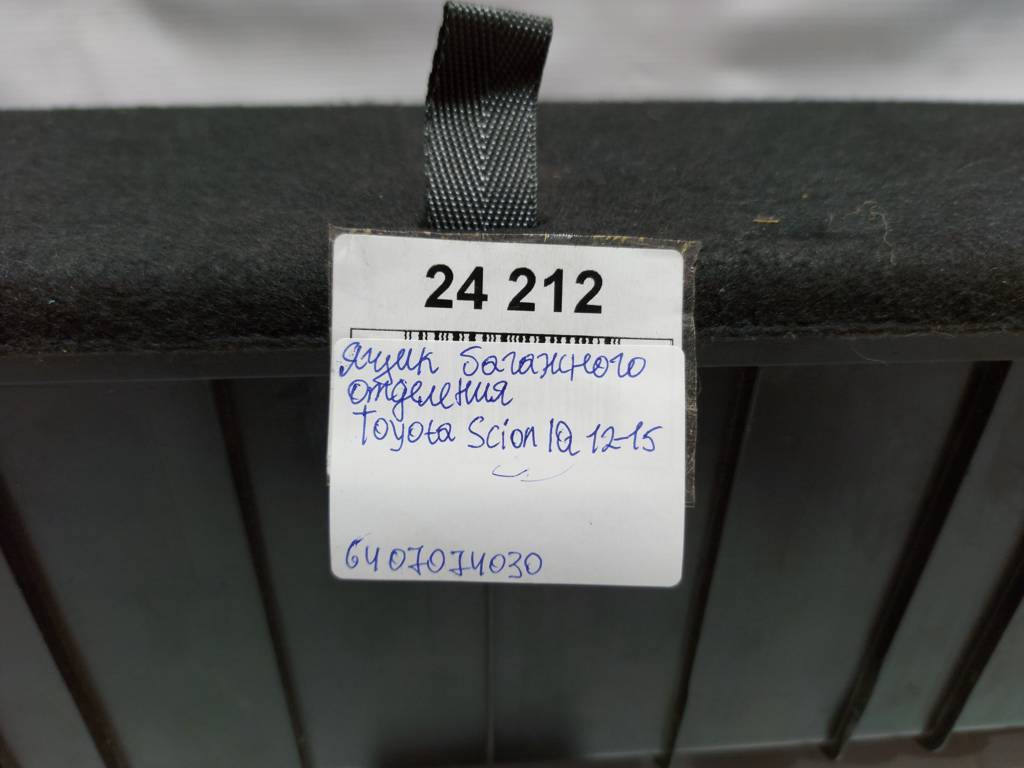 24 212
Ящик багажного
отделения
Toyota Scion IQ 12-15
6407074030